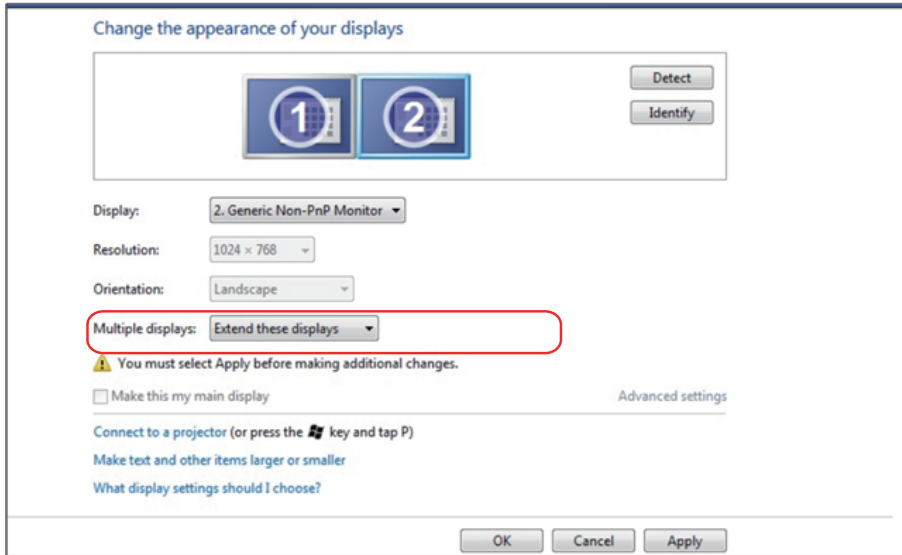 Change the appearance of your displays
1
2
Detect
Identify
Display: 2. Generic Non-PnP Monitor
Resolution: 1024 × 768
Orientation: Landscape
Multiple displays: Extend these displays
You must select Apply before making additional changes.
Make this my main display Advanced settings
Connect to a projector (or press the key and tap P)
Make text and other items larger or smaller
What display settings should I choose?
OK Cancel Apply